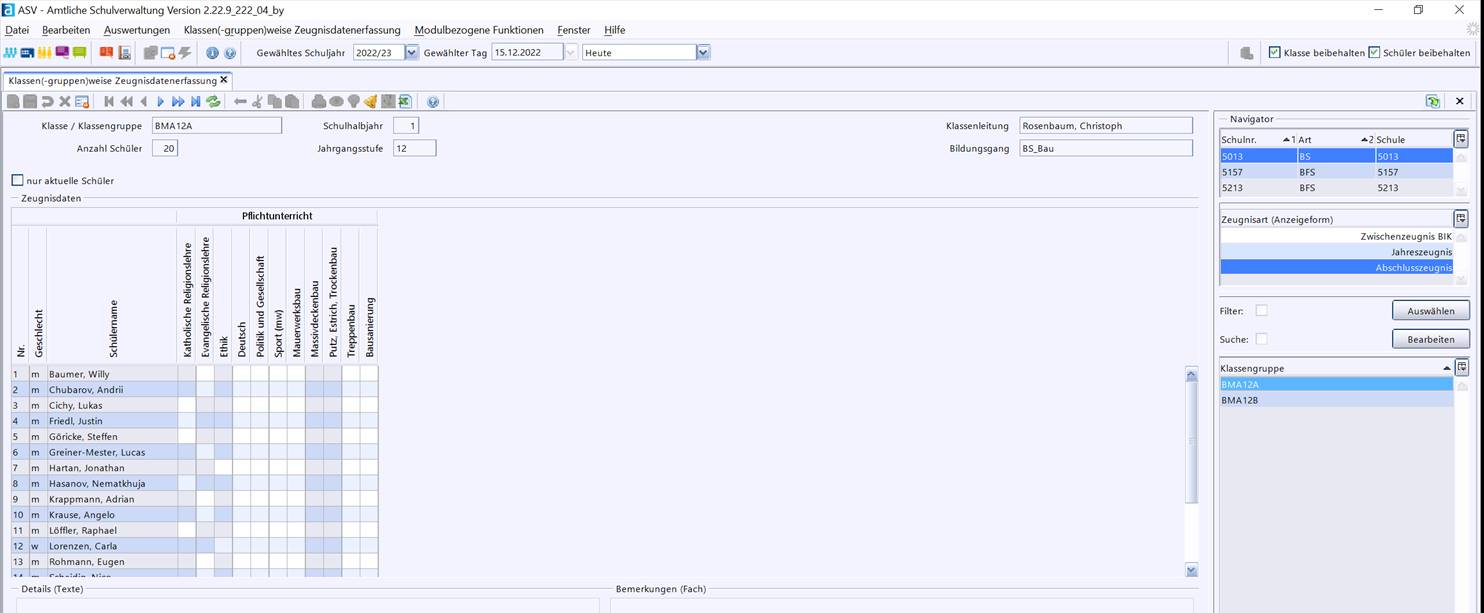 ASV - Amtliche Schulverwaltung Version 2.22.9_222_04_by
Datei Bearbeiten Auswertungen Klassen(-gruppen)weise Zeugnisdatenerfassung Modulbezogene Funktionen Fenster Hilfe
Gewähltes Schuljahr 2022/23 Gewählter Tag 15.12.2022 Heute Klasse beibehalten Schüler beibehalten
Klassen(-gruppen)weise Zeugnisdatenerfassung
Klasse / Klassengruppe BMA12A Schulhalbjahr 1 Klassenleitung Rosenbaum, Christoph
Anzahl Schüler 20 Jahrgangsstufe 12 Bildungsgang BS_Bau
nur aktuelle Schüler
Zeugnisdaten
Pflichtunterricht
Nr.
Geschlecht
Schülername
Katholische Religionslehre
Evangelische Religionslehre
Ethik
Deutsch
Politik und Gesellschaft
Sport (mw)
Mauerwerksbau
Massivdeckenbau
Putz, Estrich, Trockenbau
Treppenbau
Bausanierung
1 m Baumer, Willy
2 m Chubarov, Andrii
3 m Cichy, Lukas
4 m Friedl, Justin
5 m Göricke, Steffen
6 m Greiner-Mester, Lucas
7 m Hartan, Jonathan
8 m Hasanov, Nematkhuja
9 m Krappmann, Adrian
10 m Krause, Angelo
11 m Löffler, Raphael
12 w Lorenzen, Carla
13 m Rohmann, Eugen
Details (Texte) Bemerkungen (Fach)
Navigator
Schulnr. 1 Art 2 Schule
5013 BS 5013
5157 BFS 5157
5213 BFS 5213
Zeugnisart (Anzeigeform)
Zwischenzeugnis BIK
Jahreszeugnis
Abschlusszeugnis
Filter: Auswählen
Suche: Bearbeiten
Klassengruppe
BMA12A
BMA12B